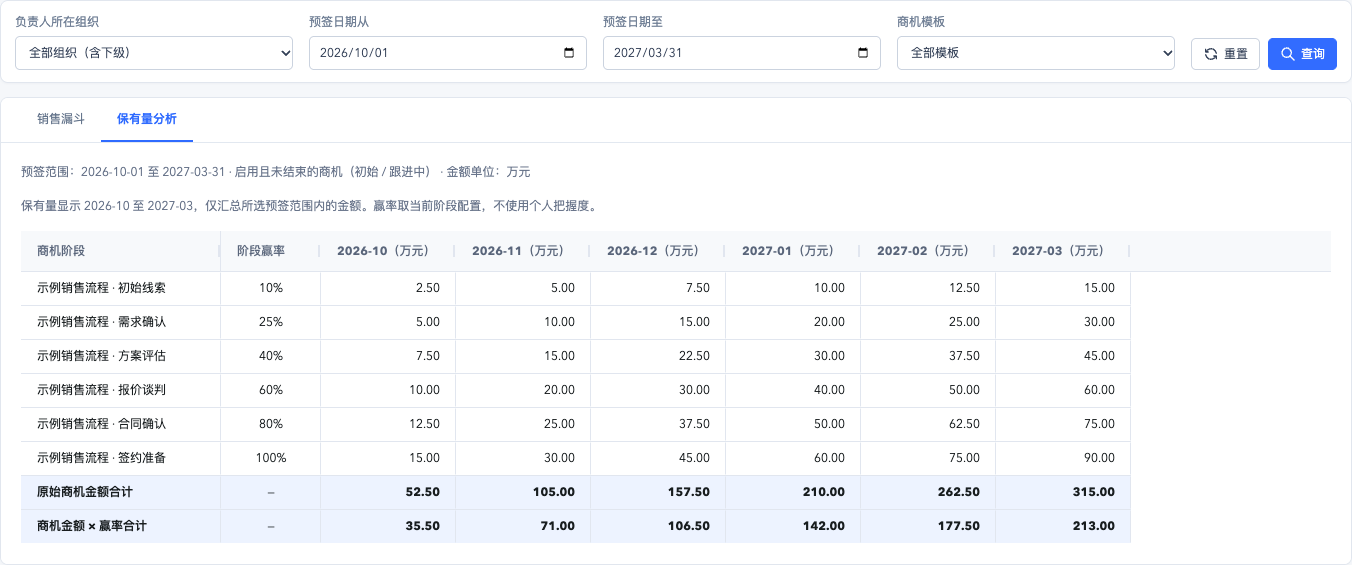 负责人所在组织 预签日期从 预签日期至 商机模板
全部组织（含下级） 2026/10/01 2027/03/31 全部模板 重置 查询
销售漏斗 保有量分析
预签范围：2026-10-01 至 2027-03-31 · 启用且未结束的商机（初始 / 跟进中） · 金额单位：万元
保有量显示 2026-10 至 2027-03，仅汇总所选预签范围内的金额。赢率取当前阶段配置，不使用个人把握度。
商机阶段 阶段赢率 2026-10（万元） 2026-11（万元） 2026-12（万元） 2027-01（万元） 2027-02（万元） 2027-03（万元）
示例销售流程 · 初始线索 10% 2.50 5.00 7.50 10.00 12.50 15.00
示例销售流程 · 需求确认 25% 5.00 10.00 15.00 20.00 25.00 30.00
示例销售流程 · 方案评估 40% 7.50 15.00 22.50 30.00 37.50 45.00
示例销售流程 · 报价谈判 60% 10.00 20.00 30.00 40.00 50.00 60.00
示例销售流程 · 合同确认 80% 12.50 25.00 37.50 50.00 62.50 75.00
示例销售流程 · 签约准备 100% 15.00 30.00 45.00 60.00 75.00 90.00
原始商机金额合计 – 52.50 105.00 157.50 210.00 262.50 315.00
商机金额 × 赢率合计 – 35.50 71.00 106.50 142.00 177.50 213.00